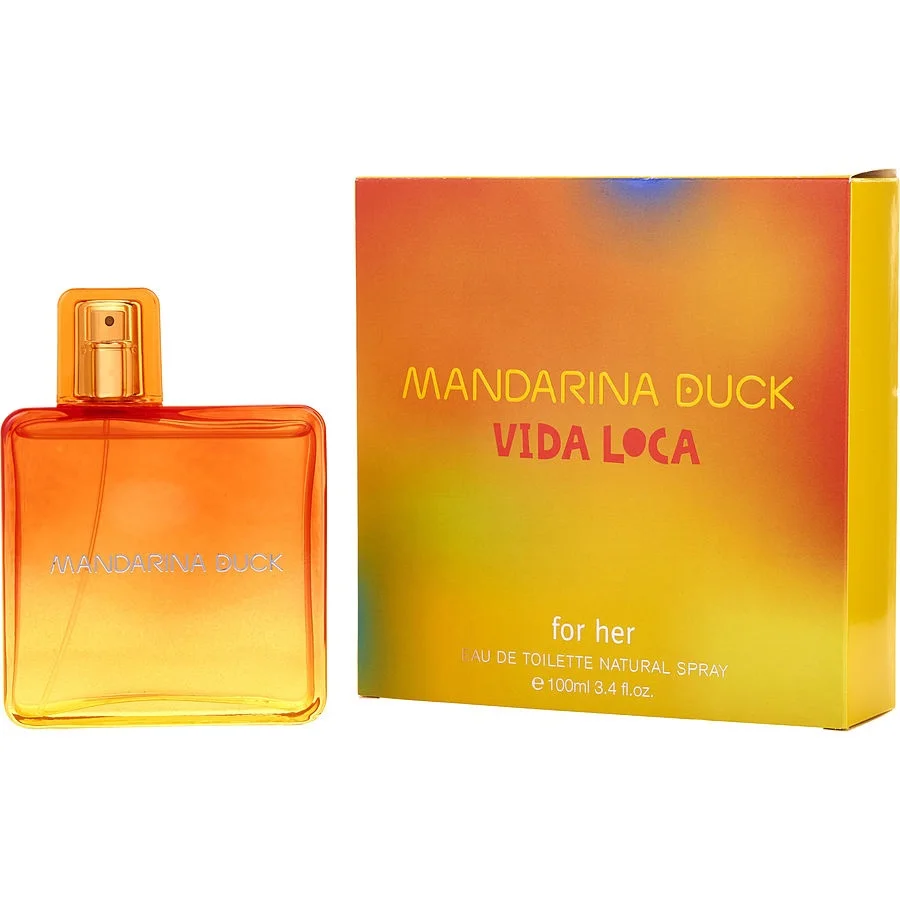 MANDARINA DUCK
MANDARINA DUCK
VIDA LOCA
for her
EAU DE TOILETTE NATURAL SPRAY
℮ 100ml 3.4 fl.oz.